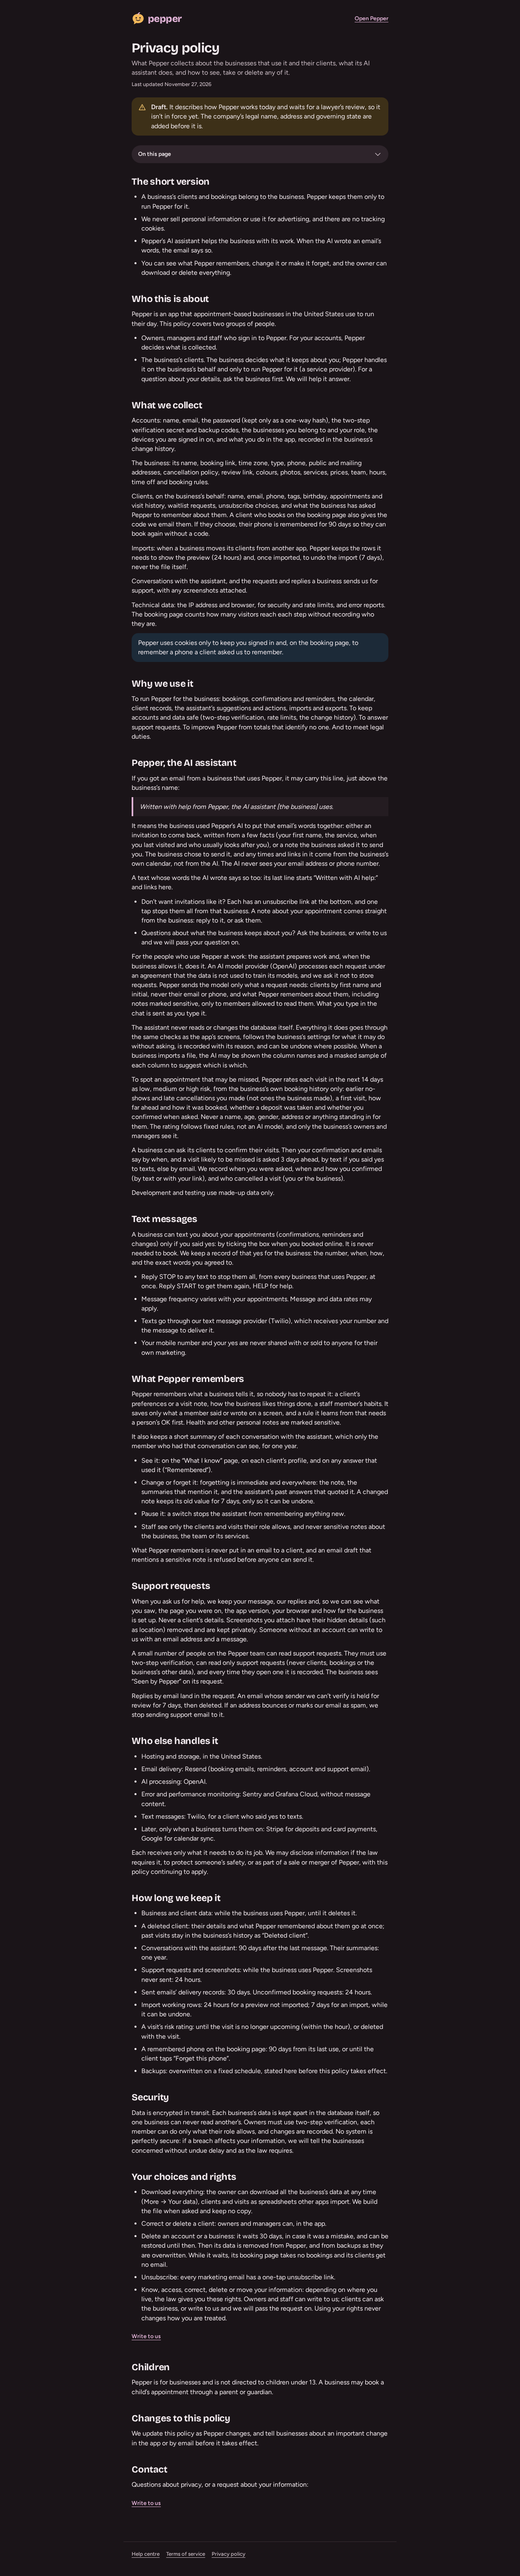 pepper
Open Pepper
Privacy policy
What Pepper collects about the businesses that use it and their clients, what its AI
assistant does, and how to see, take or delete any of it.
Last updated November 27, 2026
Draft. It describes how Pepper works today and waits for a lawyer's review, so it
isn't in force yet. The company's legal name, address and governing state are
added before it is.
On this page
The short version
• A business's clients and bookings belong to the business. Pepper keeps them only to
run Pepper for it.
• We never sell personal information or use it for advertising, and there are no tracking
cookies.
• Pepper's AI assistant helps the business with its work. When the AI wrote an email's
words, the email says so.
• You can see what Pepper remembers, change it or make it forget, and the owner can
download or delete everything.
Who this is about
Pepper is an app that appointment-based businesses in the United States use to run
their day. This policy covers two groups of people.
• Owners, managers and staff who sign in to Pepper. For your accounts, Pepper
decides what is collected.
• The business's clients. The business decides what it keeps about you; Pepper handles
it on the business's behalf and only to run Pepper for it (a service provider). For a
question about your details, ask the business first. We will help it answer.
What we collect
Accounts: name, email, the password (kept only as a one-way hash), the two-step
verification secret and backup codes, the businesses you belong to and your role, the
devices you are signed in on, and what you do in the app, recorded in the business's
change history.
The business: its name, booking link, time zone, type, phone, public and mailing
addresses, cancellation policy, review link, colours, photos, services, prices, team, hours,
time off and booking rules.
Clients, on the business's behalf: name, email, phone, tags, birthday, appointments and
visit history, waitlist requests, unsubscribe choices, and what the business has asked
Pepper to remember about them. A client who books on the booking page also gives the
code we email them. If they choose, their phone is remembered for 90 days so they can
book again without a code.
Imports: when a business moves its clients from another app, Pepper keeps the rows it
needs to show the preview (24 hours) and, once imported, to undo the import (7 days),
never the file itself.
Conversations with the assistant, and the requests and replies a business sends us for
support, with any screenshots attached.
Technical data: the IP address and browser, for security and rate limits, and error reports.
The booking page counts how many visitors reach each step without recording who
they are.
Pepper uses cookies only to keep you signed in and, on the booking page, to
remember a phone a client asked us to remember.
Why we use it
To run Pepper for the business: bookings, confirmations and reminders, the calendar,
client records, the assistant's suggestions and actions, imports and exports. To keep
accounts and data safe (two-step verification, rate limits, the change history). To answer
support requests. To improve Pepper from totals that identify no one. And to meet legal
duties.
Pepper, the AI assistant
If you got an email from a business that uses Pepper, it may carry this line, just above the
business's name:
Written with help from Pepper, the AI assistant [the business] uses.
It means the business used Pepper's AI to put that email's words together: either an
invitation to come back, written from a few facts (your first name, the service, when
you last visited and who usually looks after you), or a note the business asked it to send
you. The business chose to send it, and any times and links in it come from the business's
own calendar, not from the AI. The AI never sees your email address or phone number.
A text whose words the AI wrote says so too: its last line starts "Written with AI help:"
and links here.
• Don't want invitations like it? Each has an unsubscribe link at the bottom, and one
tap stops them all from that business. A note about your appointment comes straight
from the business: reply to it, or ask them.
• Questions about what the business keeps about you? Ask the business, or write to us
and we will pass your question on.
For the people who use Pepper at work: the assistant prepares work and, when the
business allows it, does it. An AI model provider (OpenAI) processes each request under
an agreement that the data is not used to train its models, and we ask it not to store
requests. Pepper sends the model only what a request needs: clients by first name and
initial, never their email or phone, and what Pepper remembers about them, including
notes marked sensitive, only to members allowed to read them. What you type in the
chat is sent as you type it.
The assistant never reads or changes the database itself. Everything it does goes through
the same checks as the app's screens, follows the business's settings for what it may do
without asking, is recorded with its reason, and can be undone where possible. When a
business imports a file, the AI may be shown the column names and a masked sample of
each column to suggest which is which.
To spot an appointment that may be missed, Pepper rates each visit in the next 14 days
as low, medium or high risk, from the business's own booking history only: earlier no-
shows and late cancellations you made (not ones the business made), a first visit, how
far ahead and how it was booked, whether a deposit was taken and whether you
confirmed when asked. Never a name, age, gender, address or anything standing in for
them. The rating follows fixed rules, not an AI model, and only the business's owners and
managers see it.
A business can ask its clients to confirm their visits. Then your confirmation and emails
say by when, and a visit likely to be missed is asked 3 days ahead, by text if you said yes
to texts, else by email. We record when you were asked, when and how you confirmed
(by text or with your link), and who cancelled a visit (you or the business).
Development and testing use made-up data only.
Text messages
A business can text you about your appointments (confirmations, reminders and
changes) only if you said yes: by ticking the box when you booked online. It is never
needed to book. We keep a record of that yes for the business: the number, when, how,
and the exact words you agreed to.
• Reply STOP to any text to stop them all, from every business that uses Pepper, at
once. Reply START to get them again, HELP for help.
• Message frequency varies with your appointments. Message and data rates may
apply.
• Texts go through our text message provider (Twilio), which receives your number and
the message to deliver it.
• Your mobile number and your yes are never shared with or sold to anyone for their
own marketing.
What Pepper remembers
Pepper remembers what a business tells it, so nobody has to repeat it: a client's
preferences or a visit note, how the business likes things done, a staff member's habits. It
saves only what a member said or wrote on a screen, and a rule it learns from that needs
a person's OK first. Health and other personal notes are marked sensitive.
It also keeps a short summary of each conversation with the assistant, which only the
member who had that conversation can see, for one year.
• See it: on the "What I know" page, on each client's profile, and on any answer that
used it ("Remembered").
• Change or forget it: forgetting is immediate and everywhere: the note, the
summaries that mention it, and the assistant's past answers that quoted it. A changed
note keeps its old value for 7 days, only so it can be undone.
• Pause it: a switch stops the assistant from remembering anything new.
• Staff see only the clients and visits their role allows, and never sensitive notes about
the business, the team or its services.
What Pepper remembers is never put in an email to a client, and an email draft that
mentions a sensitive note is refused before anyone can send it.
Support requests
When you ask us for help, we keep your message, our replies and, so we can see what
you saw, the page you were on, the app version, your browser and how far the business
is set up. Never a client's details. Screenshots you attach have their hidden details (such
as location) removed and are kept privately. Someone without an account can write to
us with an email address and a message.
A small number of people on the Pepper team can read support requests. They must use
two-step verification, can read only support requests (never clients, bookings or the
business's other data), and every time they open one it is recorded. The business sees
"Seen by Pepper" on its request.
Replies by email land in the request. An email whose sender we can't verify is held for
review for 7 days, then deleted. If an address bounces or marks our email as spam, we
stop sending support email to it.
Who else handles it
• Hosting and storage, in the United States.
• Email delivery: Resend (booking emails, reminders, account and support email).
• AI processing: OpenAI.
• Error and performance monitoring: Sentry and Grafana Cloud, without message
content.
• Text messages: Twilio, for a client who said yes to texts.
• Later, only when a business turns them on: Stripe for deposits and card payments,
Google for calendar sync.
Each receives only what it needs to do its job. We may disclose information if the law
requires it, to protect someone's safety, or as part of a sale or merger of Pepper, with this
policy continuing to apply.
How long we keep it
• Business and client data: while the business uses Pepper, until it deletes it.
• A deleted client: their details and what Pepper remembered about them go at once;
past visits stay in the business's history as "Deleted client".
• Conversations with the assistant: 90 days after the last message. Their summaries:
one year.
• Support requests and screenshots: while the business uses Pepper. Screenshots
never sent: 24 hours.
• Sent emails' delivery records: 30 days. Unconfirmed booking requests: 24 hours.
• Import working rows: 24 hours for a preview not imported; 7 days for an import, while
it can be undone.
• A visit's risk rating: until the visit is no longer upcoming (within the hour), or deleted
with the visit.
• A remembered phone on the booking page: 90 days from its last use, or until the
client taps "Forget this phone".
• Backups: overwritten on a fixed schedule, stated here before this policy takes effect.
Security
Data is encrypted in transit. Each business's data is kept apart in the database itself, so
one business can never read another's. Owners must use two-step verification, each
member can do only what their role allows, and changes are recorded. No system is
perfectly secure: if a breach affects your information, we will tell the businesses
concerned without undue delay and as the law requires.
Your choices and rights
• Download everything: the owner can download all the business's data at any time
(More → Your data), clients and visits as spreadsheets other apps import. We build
the file when asked and keep no copy.
• Correct or delete a client: owners and managers can, in the app.
• Delete an account or a business: it waits 30 days, in case it was a mistake, and can be
restored until then. Then its data is removed from Pepper, and from backups as they
are overwritten. While it waits, its booking page takes no bookings and its clients get
no email.
• Unsubscribe: every marketing email has a one-tap unsubscribe link.
• Know, access, correct, delete or move your information: depending on where you
live, the law gives you these rights. Owners and staff can write to us; clients can ask
the business, or write to us and we will pass the request on. Using your rights never
changes how you are treated.
Write to us
Children
Pepper is for businesses and is not directed to children under 13. A business may book a
child's appointment through a parent or guardian.
Changes to this policy
We update this policy as Pepper changes, and tell businesses about an important change
in the app or by email before it takes effect.
Contact
Questions about privacy, or a request about your information:
Write to us
Help centre
Terms of service
Privacy policy